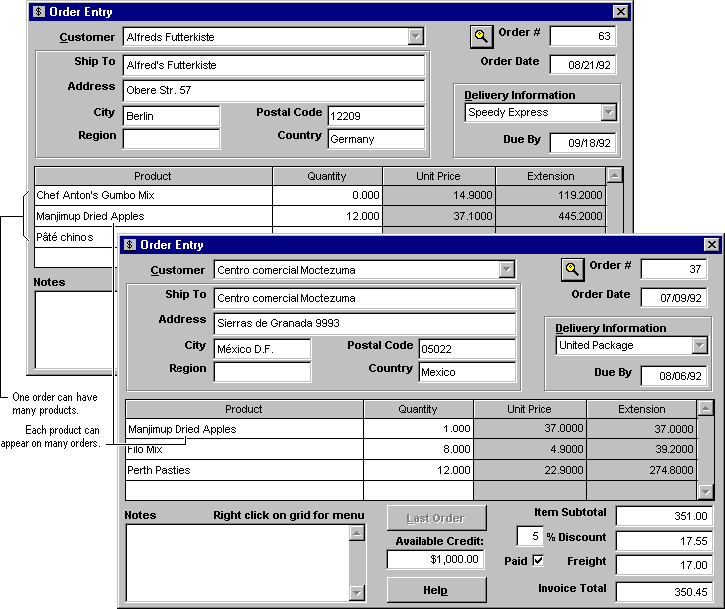 Order Entry
Customer Alfreds Futterkiste
Order # 63
Ship To Alfred's Futterkiste
Order Date 08/21/92
Address Obere Str. 57
City Berlin Postal Code 12209
Region Country Germany
Delivery Information
Speedy Express
Due By 09/18/92
Product Quantity Unit Price Extension
Chef Anton's Gumbo Mix 0.000 14.9000 119.2000
Manjimup Dried Apples 12.000 37.1000 445.2000
Pâté chinos
Notes
One order can have
many products.
Each product can
appear on many orders.
$ Order Entry
Customer Centro comercial Moctezuma
Order # 37
Ship To Centro comercial Moctezuma
Order Date 07/09/92
Address Sierras de Granada 9993
City México D.F. Postal Code 05022
Region Country Mexico
Delivery Information
United Package
Due By 08/06/92
Product Quantity Unit Price Extension
Manjimup Dried Apples 1.000 37.0000 37.0000
Filo Mix 8.000 4.9000 39.2000
Perth Pasties 12.000 22.9000 274.8000
Notes Right click on grid for menu
Last Order
Available Credit:
$1,000.00
Help
Item Subtotal 351.00
5 % Discount 17.55
Paid Freight 17.00
Invoice Total 350.45